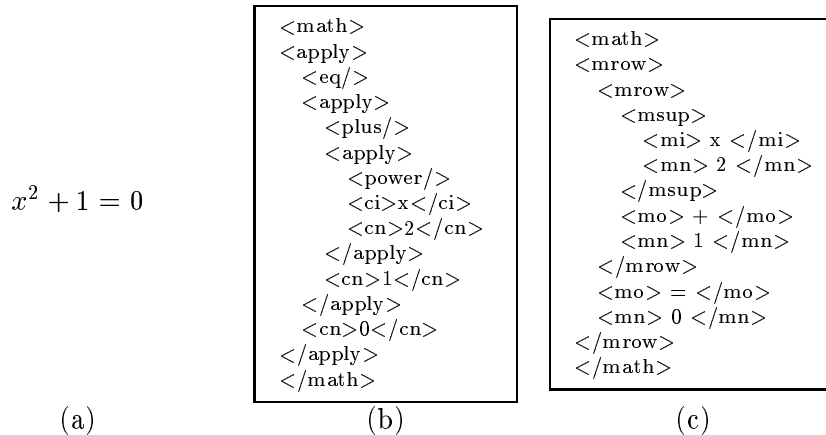 x² + 1 = 0
(a)
<math>
<apply>
<eq/>
<apply>
<plus/>
<apply>
<power/>
<ci>x</ci>
<cn>2</cn>
</apply>
<cn>1</cn>
</apply>
<cn>0</cn>
</apply>
</math>
(b)
<math>
<mrow>
<mrow>
<msup>
<mi> x </mi>
<mn> 2 </mn>
</msup>
<mo> + </mo>
<mn> 1 </mn>
</mrow>
<mo> = </mo>
<mn> 0 </mn>
</mrow>
</math>
(c)